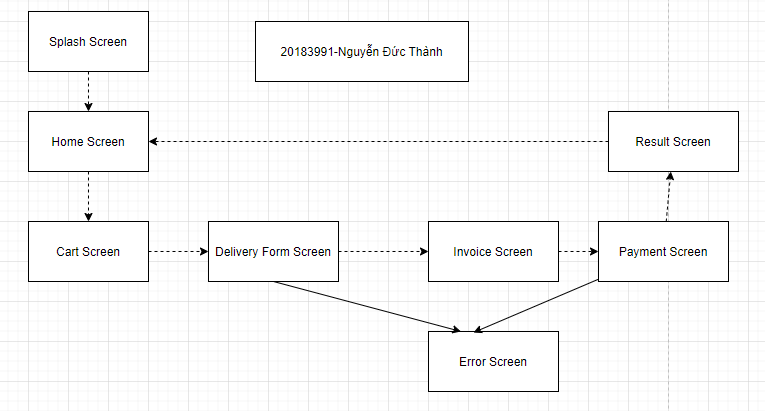 Splash Screen
20183991-Nguyễn Đức Thành
Home Screen
Result Screen
Cart Screen
Delivery Form Screen
Invoice Screen
Payment Screen
Error Screen